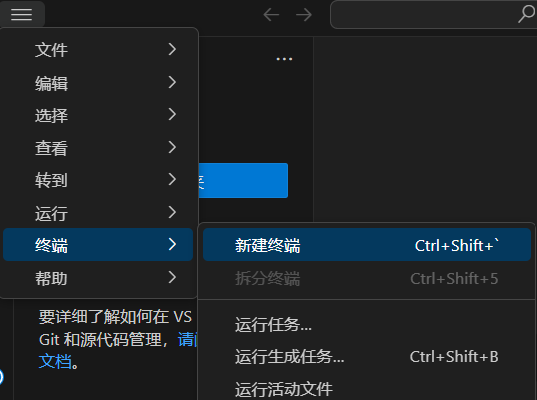 文件
编辑
选择
查看
转到
运行
终端
帮助
新建终端 Ctrl+Shift+`
拆分终端 Ctrl+Shift+5
运行任务...
运行生成任务... Ctrl+Shift+B
运行活动文件
要详细了解如何在 VS
Git 和源代码管理，请
文档。